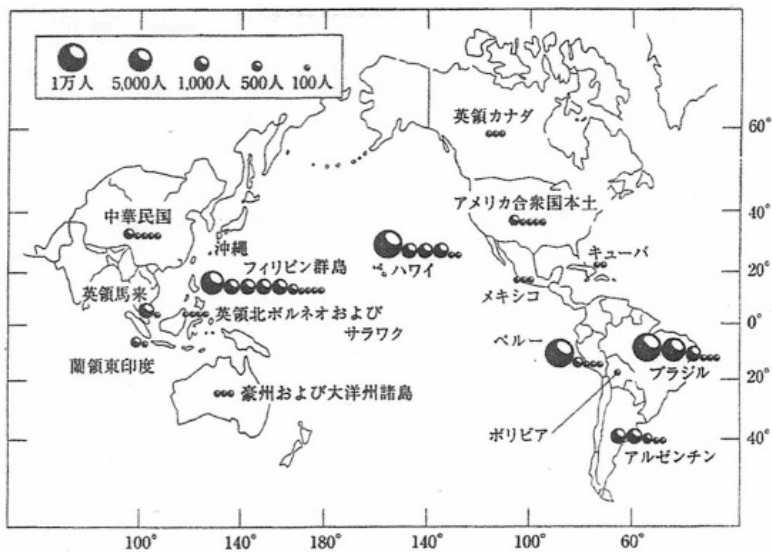 1万人 5,000人 1,000人 500人 100人
英領カナダ
60°
アメリカ合衆国本土
中華民国
40°
沖縄
ハワイ
キューバ
フィリピン群島
20°
メキシコ
英領馬来
英領北ボルネオおよび
サラワク
0°
ペルー
蘭領東印度
ブラジル
豪州および大洋州諸島
20°
ボリビア
アルゼンチン
40°
100° 140° 180° 140° 100° 60°